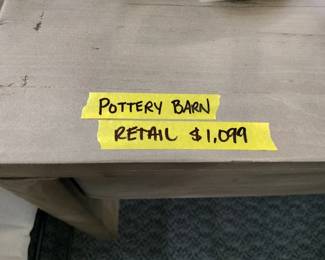 POTTERY BARN
RETAIL $1,099